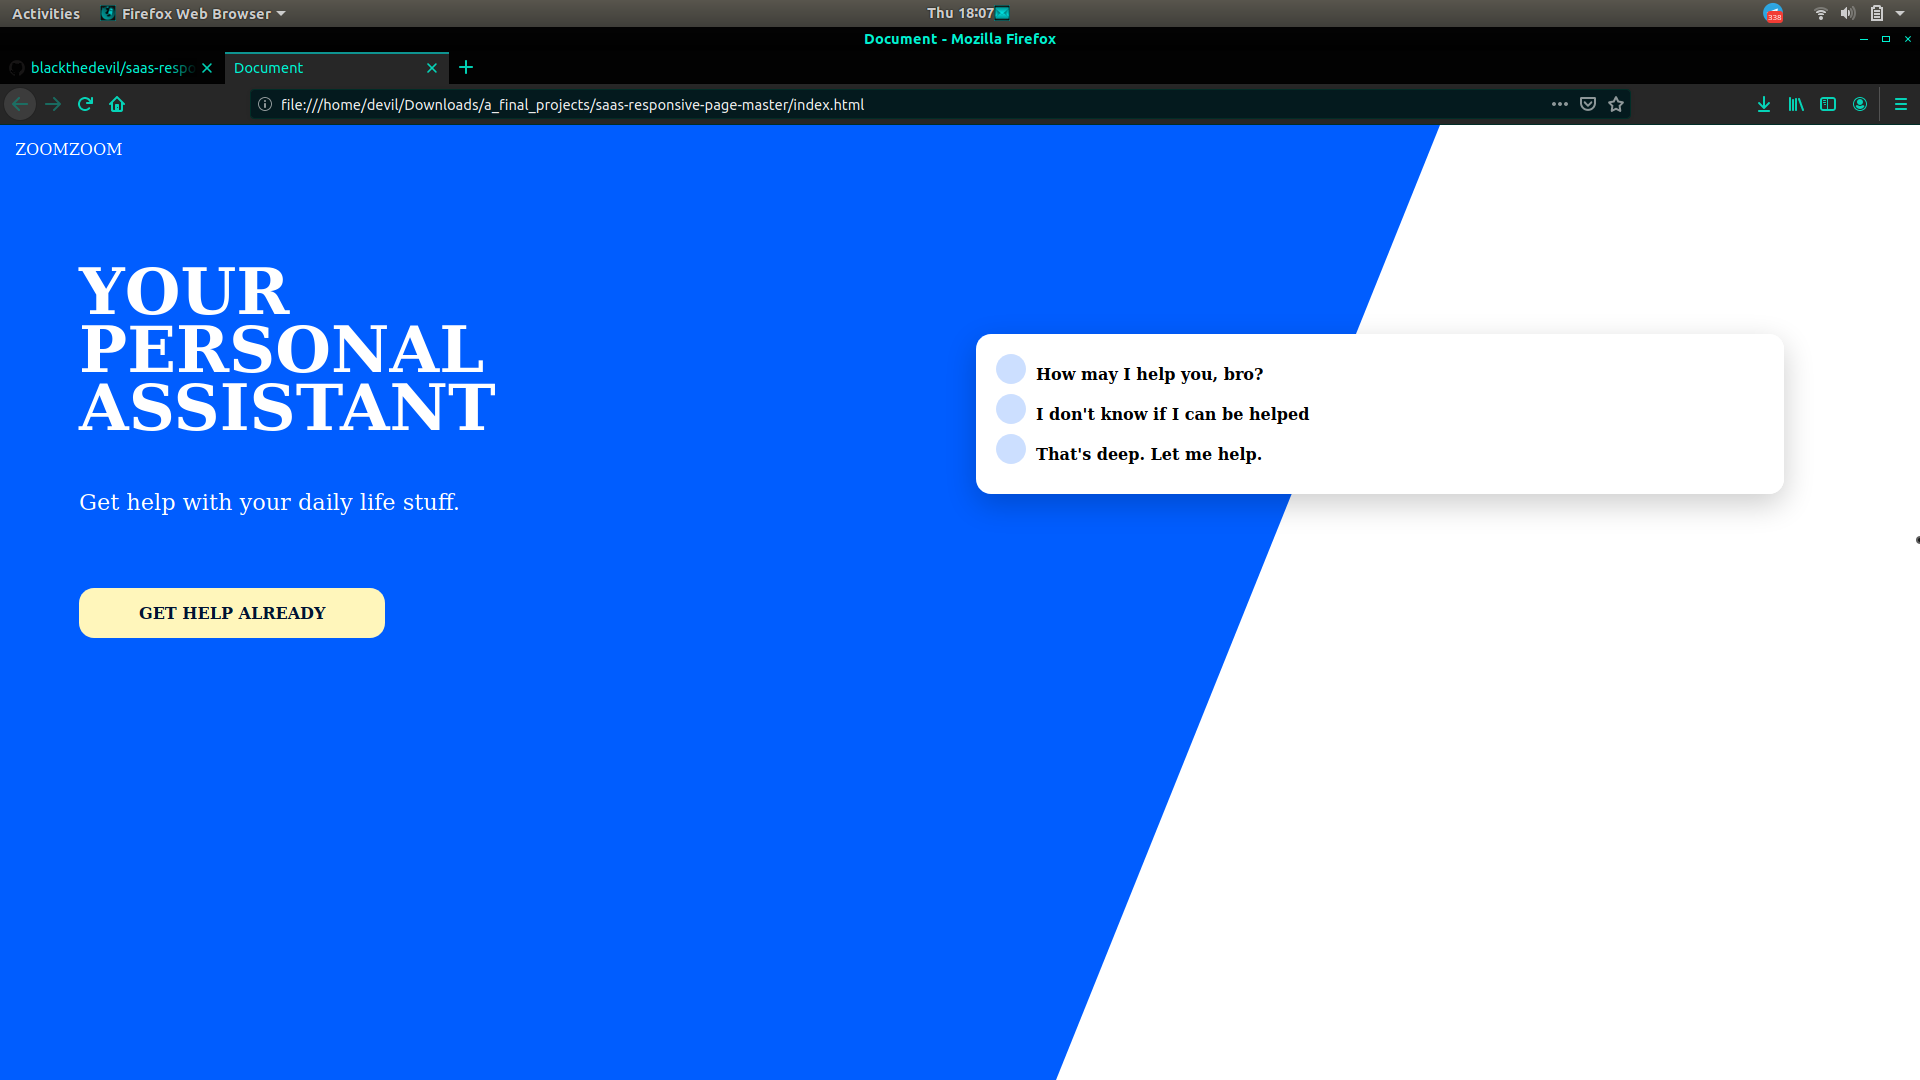 Activities Firefox Web Browser Thu 18:07 338
Document - Mozilla Firefox
blackthedevil/saas-respo Document
file:///home/devil/Downloads/a_final_projects/saas-responsive-page-master/index.html
ZOOMZOOM
YOUR
PERSONAL
ASSISTANT
Get help with your daily life stuff.
GET HELP ALREADY
How may I help you, bro?
I don't know if I can be helped
That's deep. Let me help.